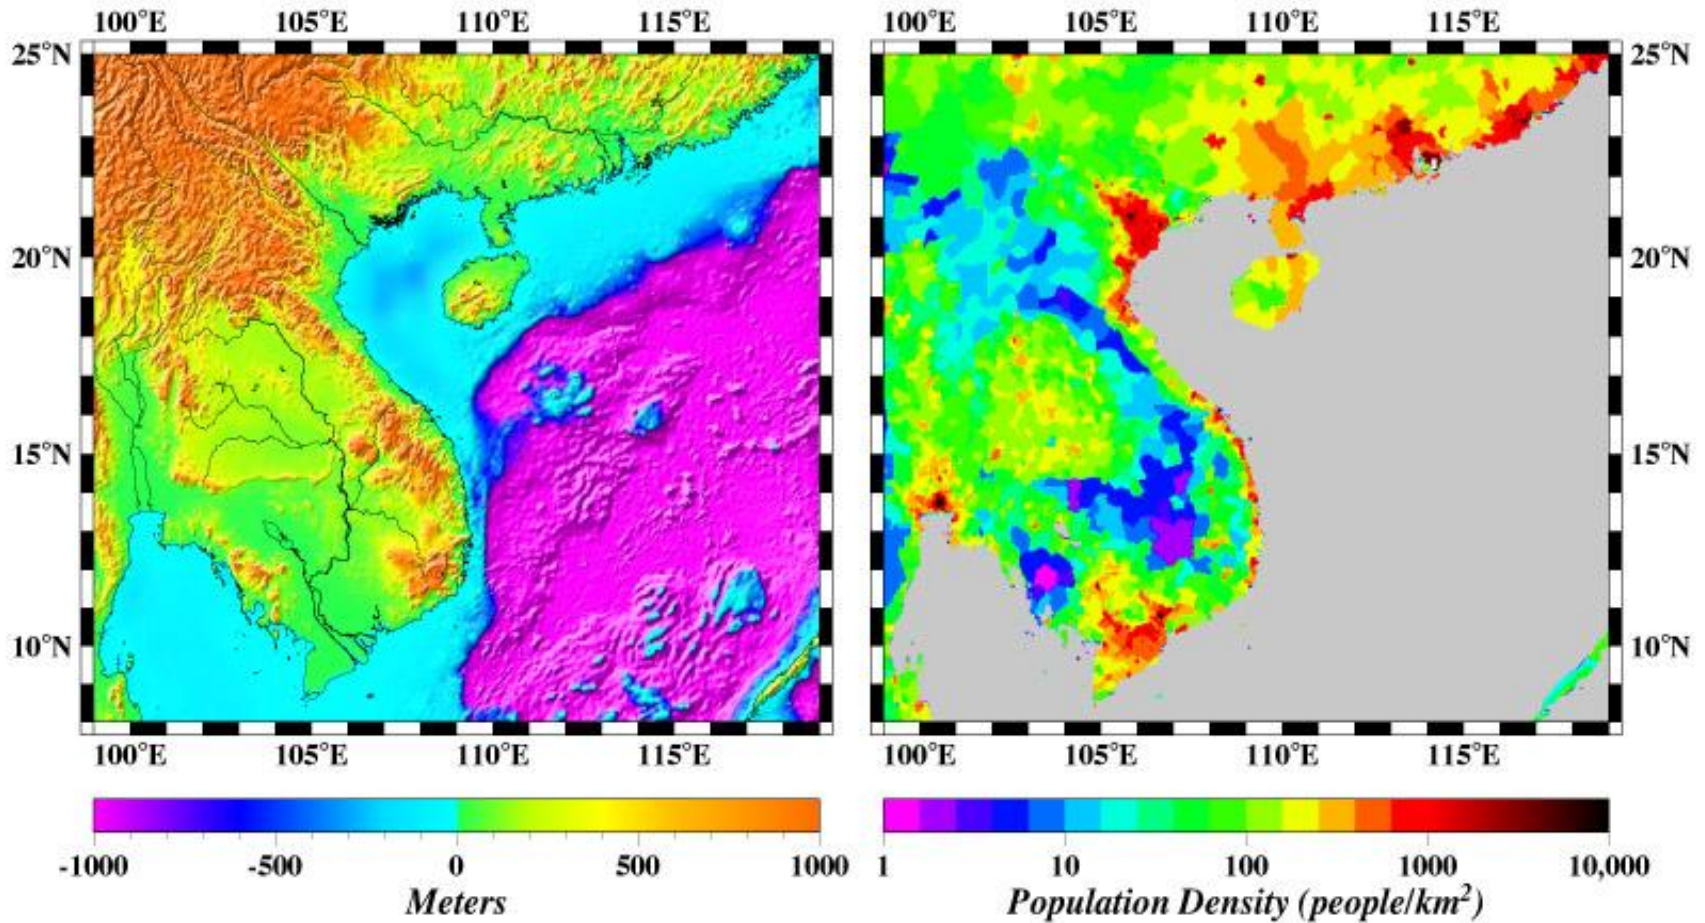 100°E 105°E 110°E 115°E 100°E 105°E 110°E 115°E
25°N 25°N
20°N 20°N
15°N 15°N
10°N 10°N
100°E 105°E 110°E 115°E 100°E 105°E 110°E 115°E
-1000 -500 0 500 1000 1 10 100 1000 10,000
Meters Population Density (people/km²)